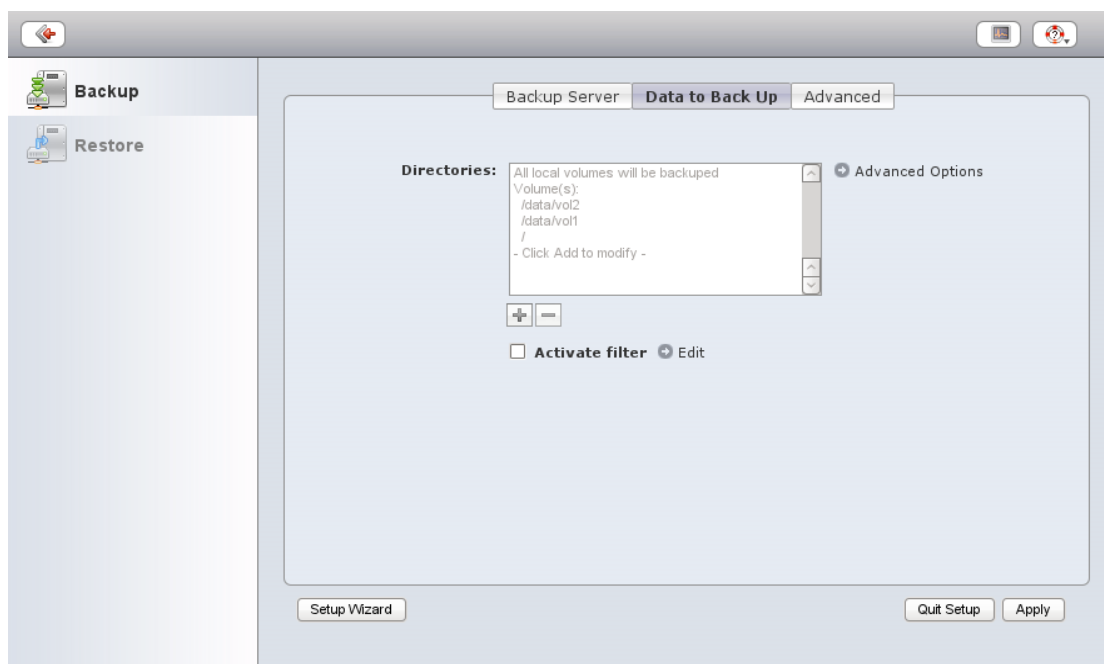 Backup
Restore
Backup Server
Data to Back Up
Advanced
Directories:
All local volumes will be backuped
Volume(s):
/data/vol2
/data/vol1
/
- Click Add to modify -
Advanced Options
Activate filter
Edit
Setup Wizard
Quit Setup
Apply